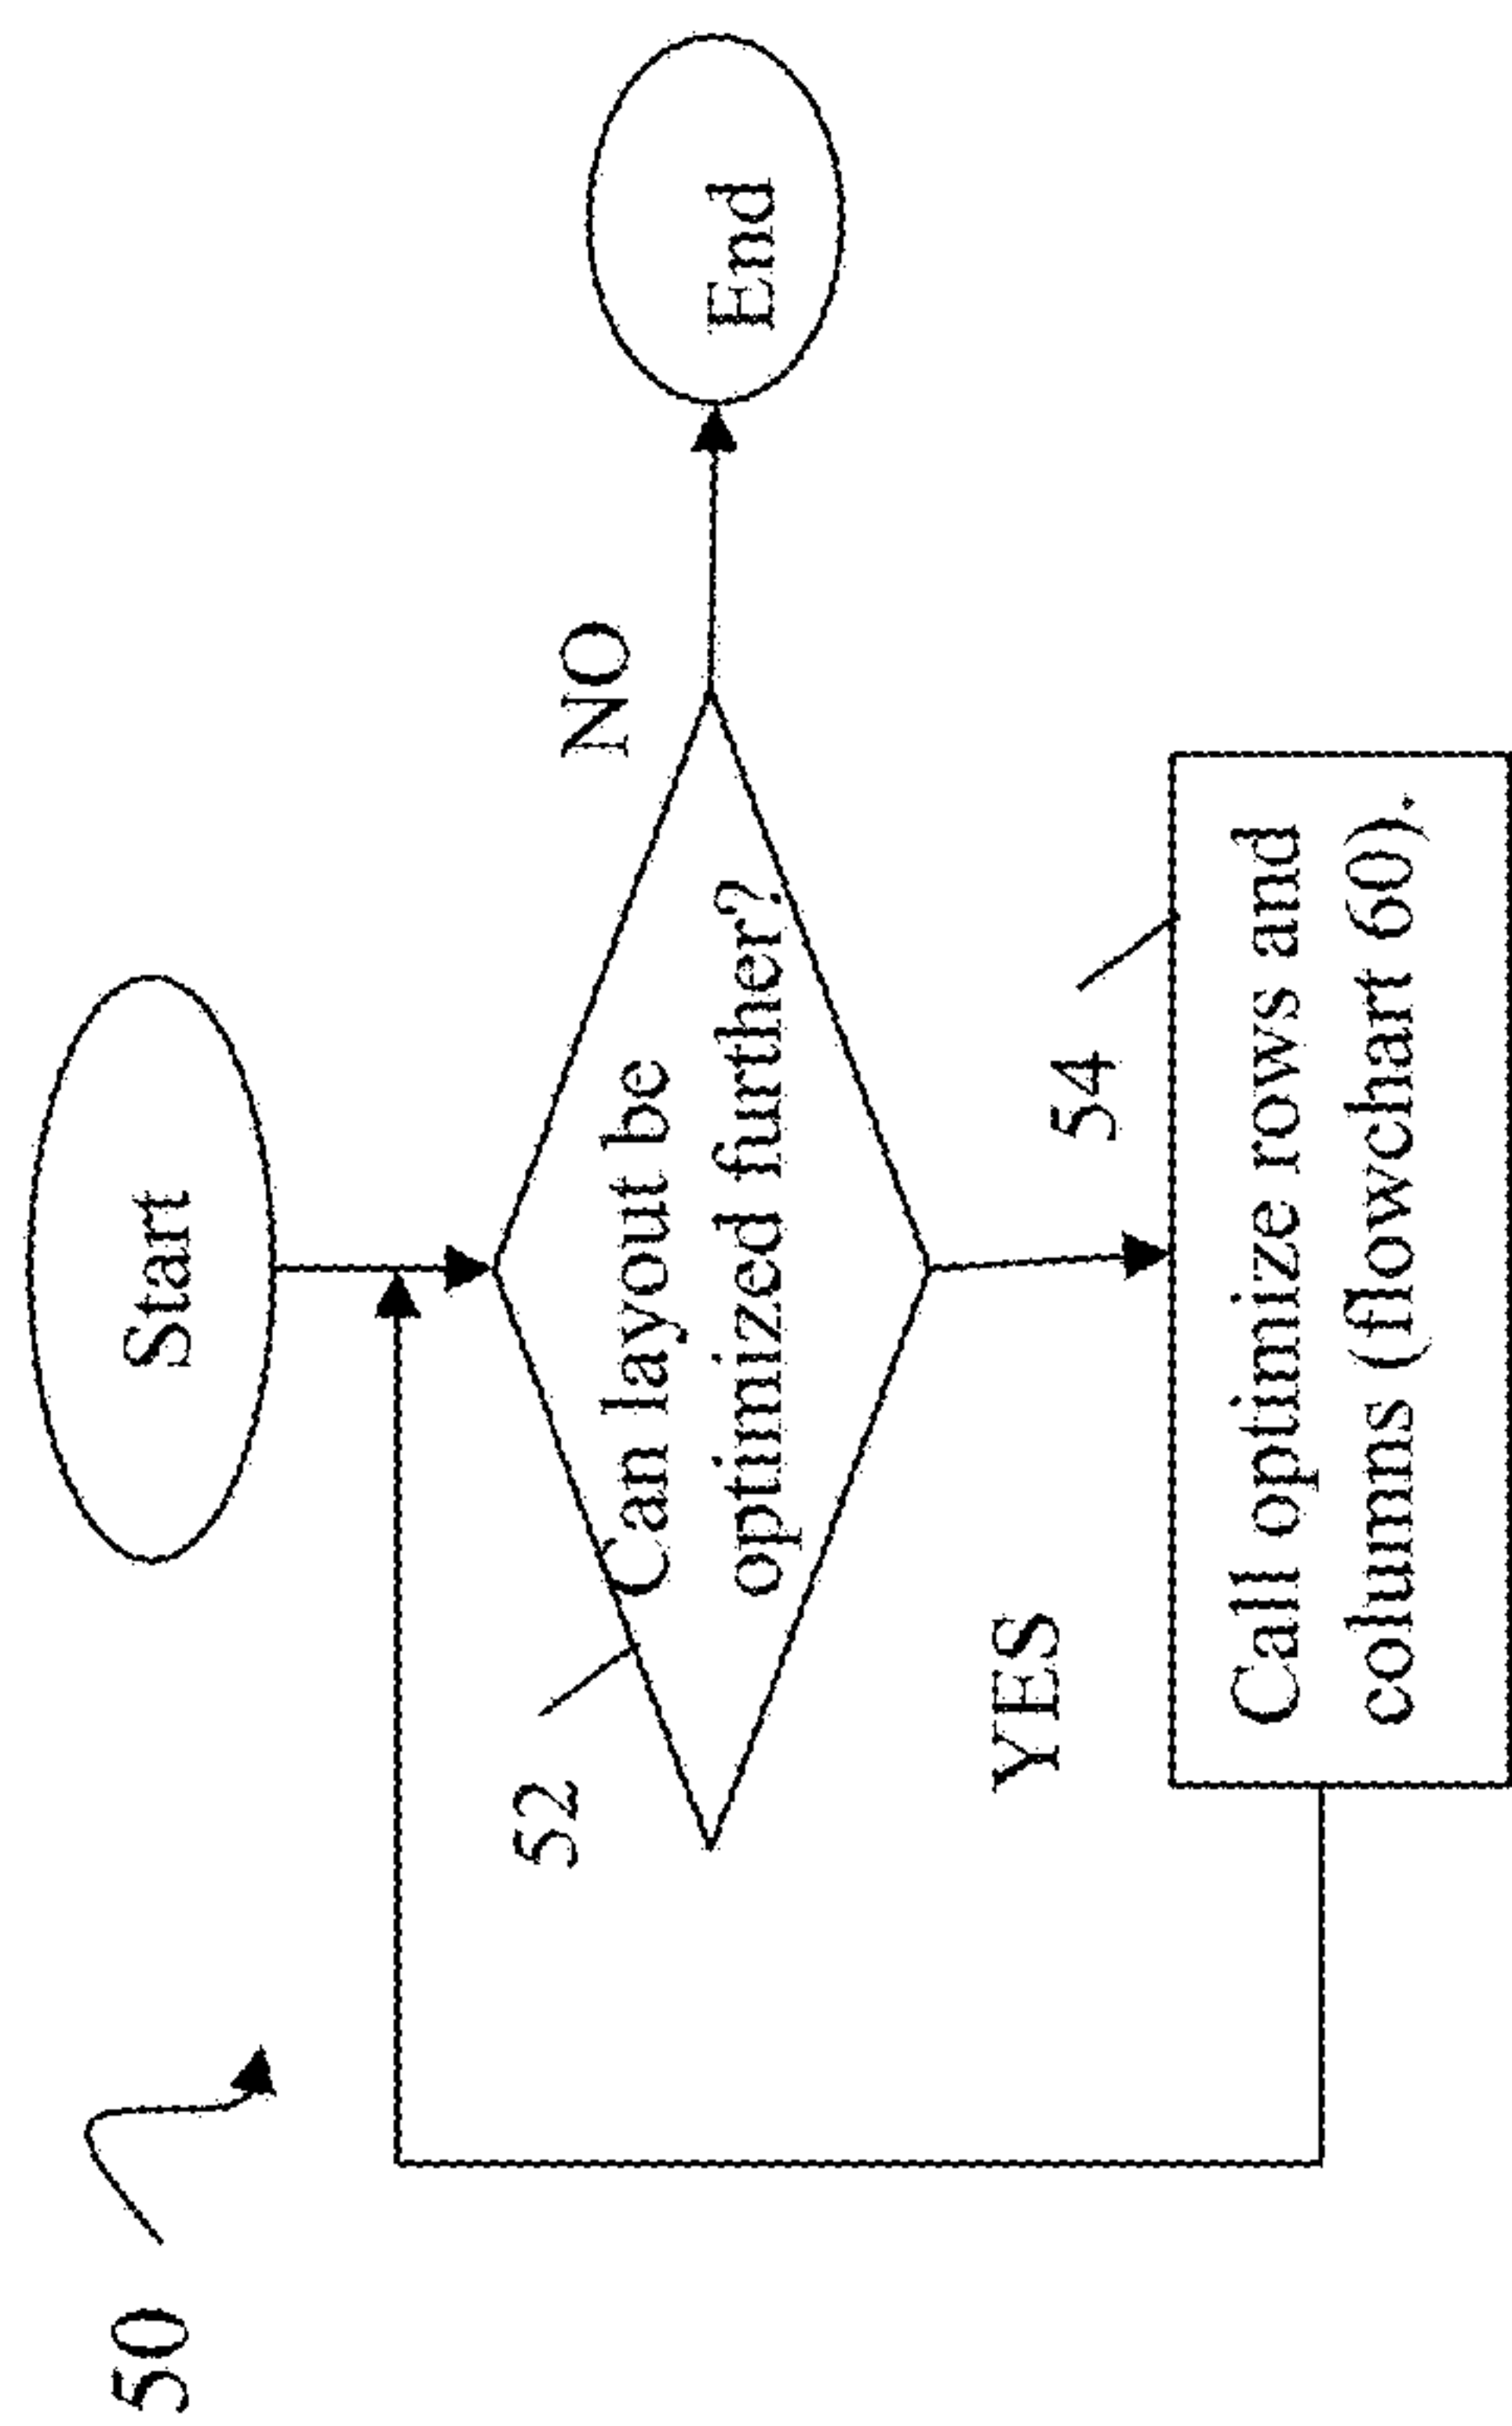 50
Start
52
Can layout be
optimized further?
NO
End
YES
54
Call optimize rows and
columns (flowchart 60).